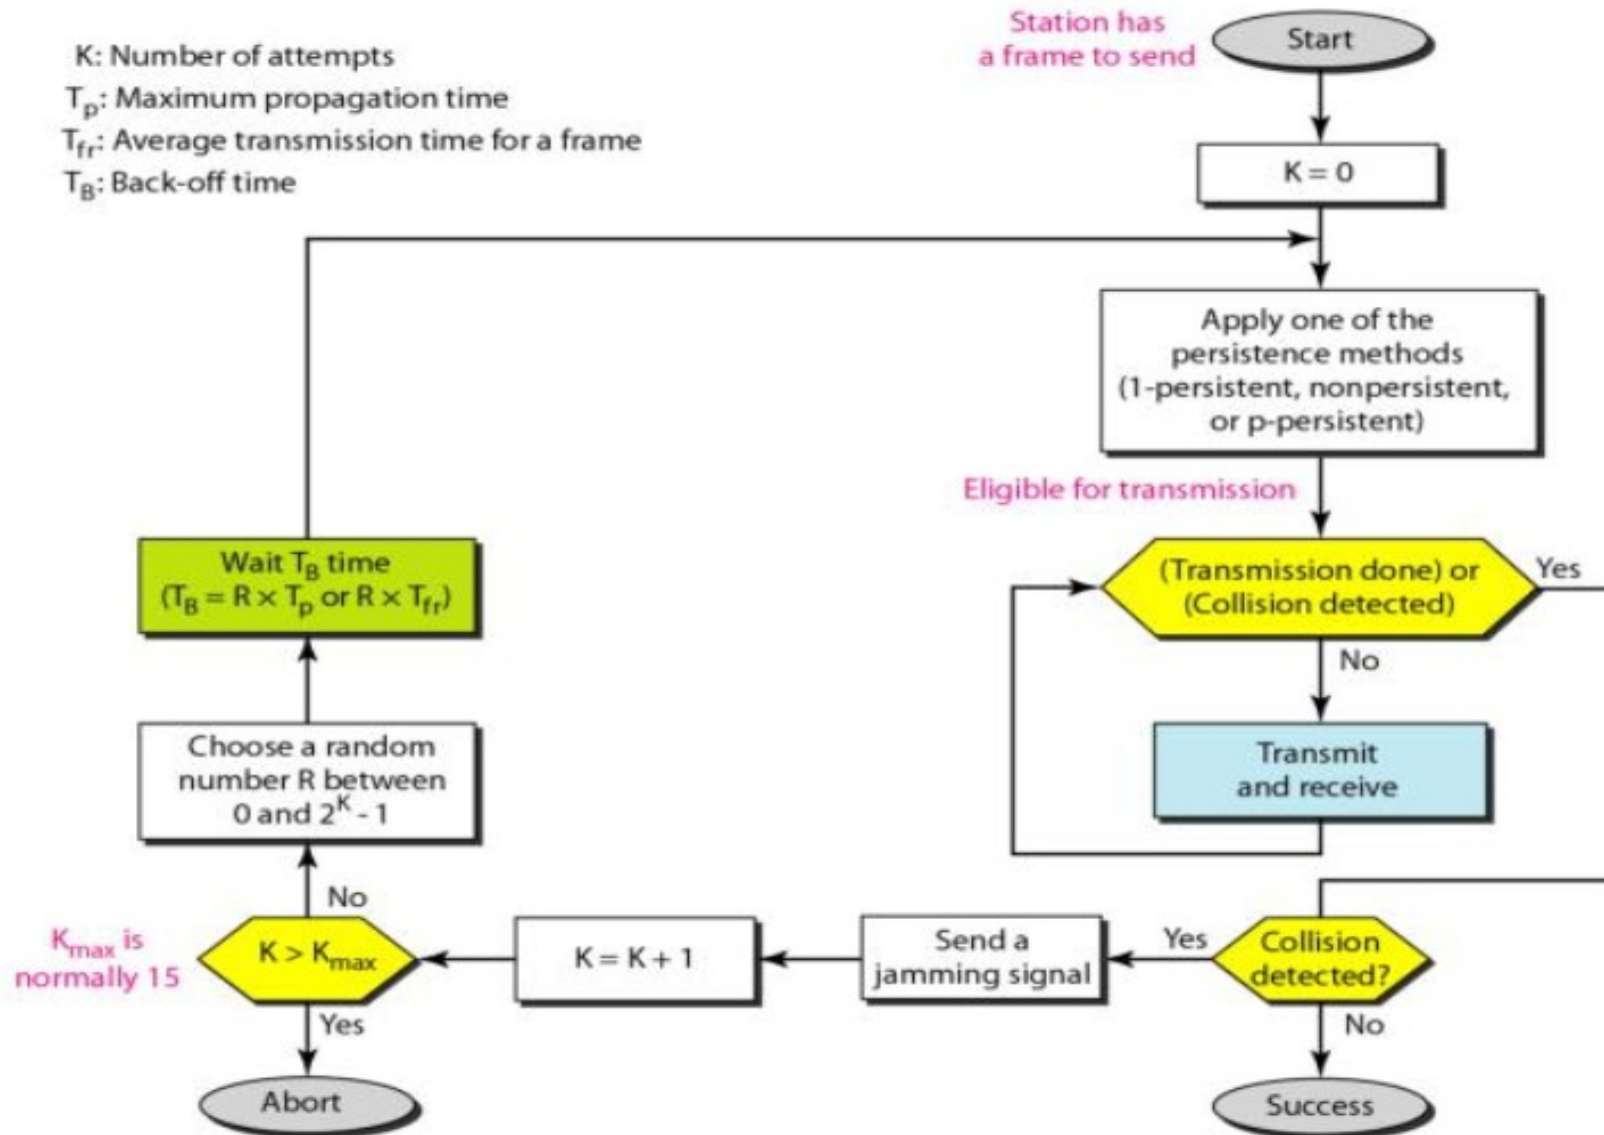 K: Number of attempts
Tp: Maximum propagation time
Tfr: Average transmission time for a frame
TB: Back-off time
Station has
a frame to send
Start
K = 0
Apply one of the
persistence methods
(1-persistent, nonpersistent,
or p-persistent)
Eligible for transmission
(Transmission done) or
(Collision detected)
Yes
No
Transmit
and receive
Collision
detected?
Yes
No
Success
Send a
jamming signal
K = K + 1
K > Kmax
Kmax is
normally 15
Yes
Abort
No
Choose a random
number R between
0 and 2^K - 1
Wait TB time
(TB = R × Tp or R × Tfr)